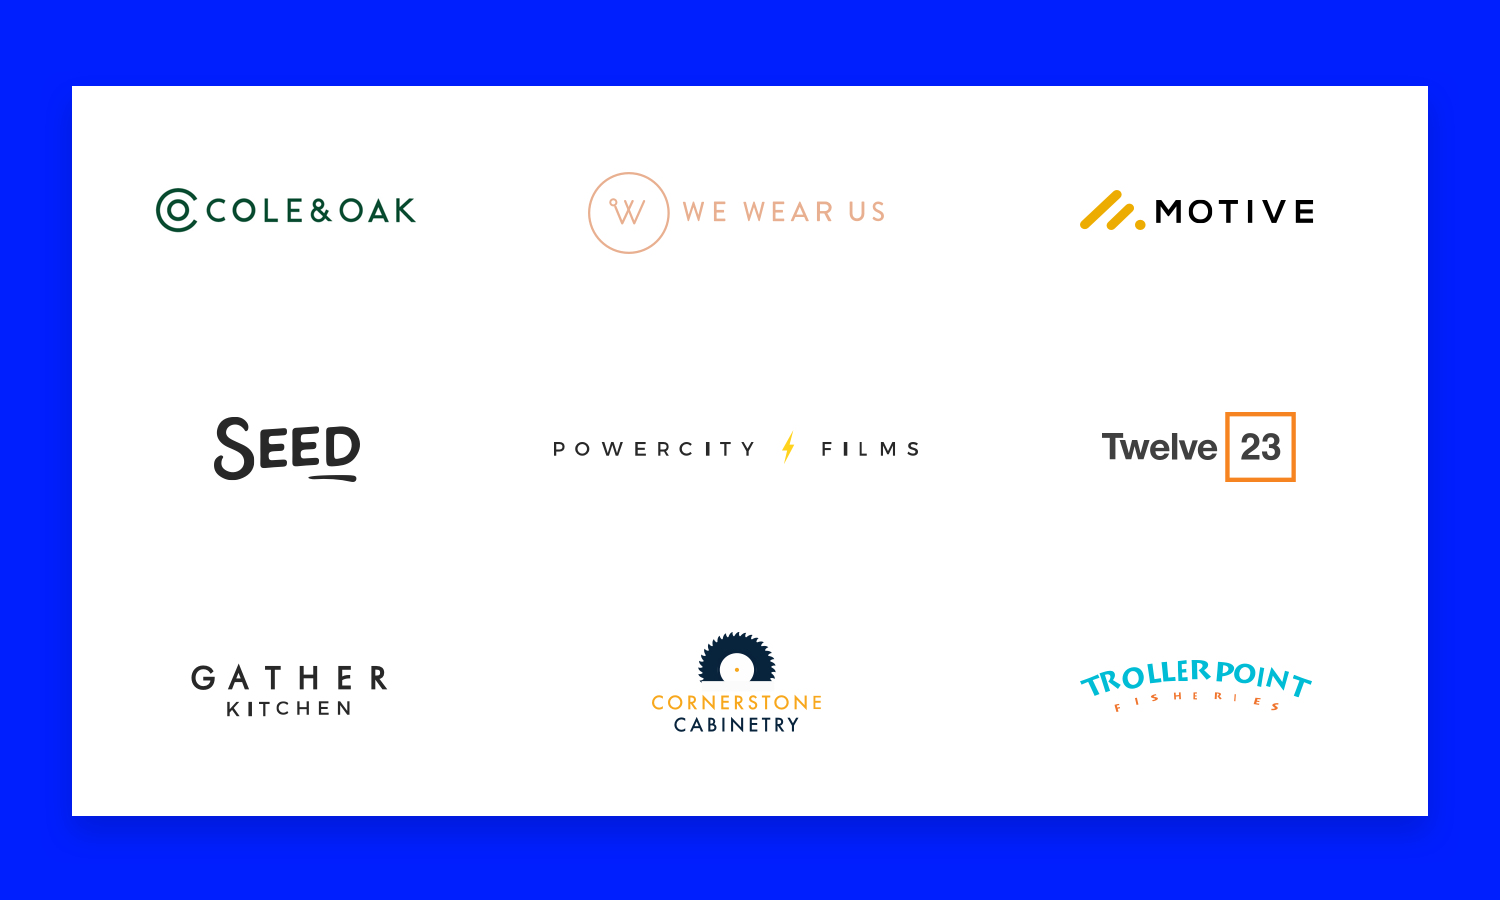 COLE&OAK
W WE WEAR US
MOTIVE
SEED
POWERCITY FILMS
Twelve 23
GATHER
KITCHEN
CORNERSTONE
CABINETRY
TROLLER POINT
FISHERIES